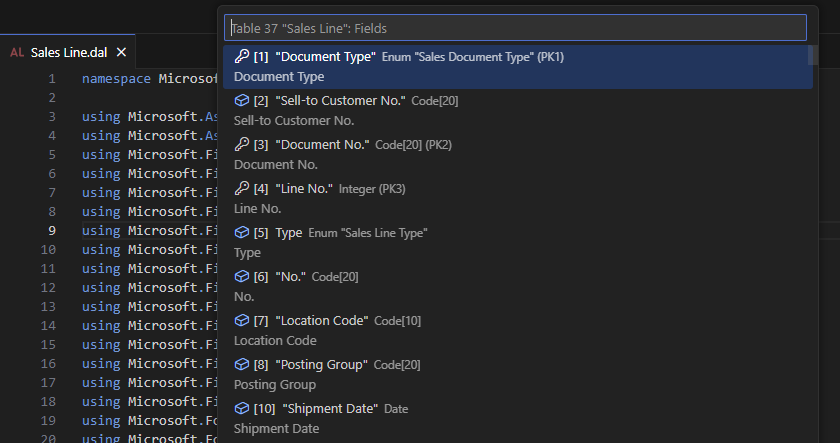 Table 37 "Sales Line": Fields
AL Sales Line.dal
[1] "Document Type" Enum "Sales Document Type" (PK1)
Document Type
[2] "Sell-to Customer No." Code[20]
Sell-to Customer No.
[3] "Document No." Code[20] (PK2)
Document No.
[4] "Line No." Integer (PK3)
Line No.
[5] Type Enum "Sales Line Type"
Type
[6] "No." Code[20]
No.
[7] "Location Code" Code[10]
Location Code
[8] "Posting Group" Code[20]
Posting Group
[10] "Shipment Date" Date
Shipment Date
1 namespace Microsof
2
3 using Microsoft.As
4 using Microsoft.As
5 using Microsoft.Fi
6 using Microsoft.Fi
7 using Microsoft.Fi
8 using Microsoft.Fi
9 using Microsoft.Fi
10 using Microsoft.Fi
11 using Microsoft.Fi
12 using Microsoft.Fi
13 using Microsoft.Fi
14 using Microsoft.Fi
15 using Microsoft.Fi
16 using Microsoft.Fi
17 using Microsoft.Fi
18 using Microsoft.Fi
19 using Microsoft.Fo
20 using Microsoft.Fo